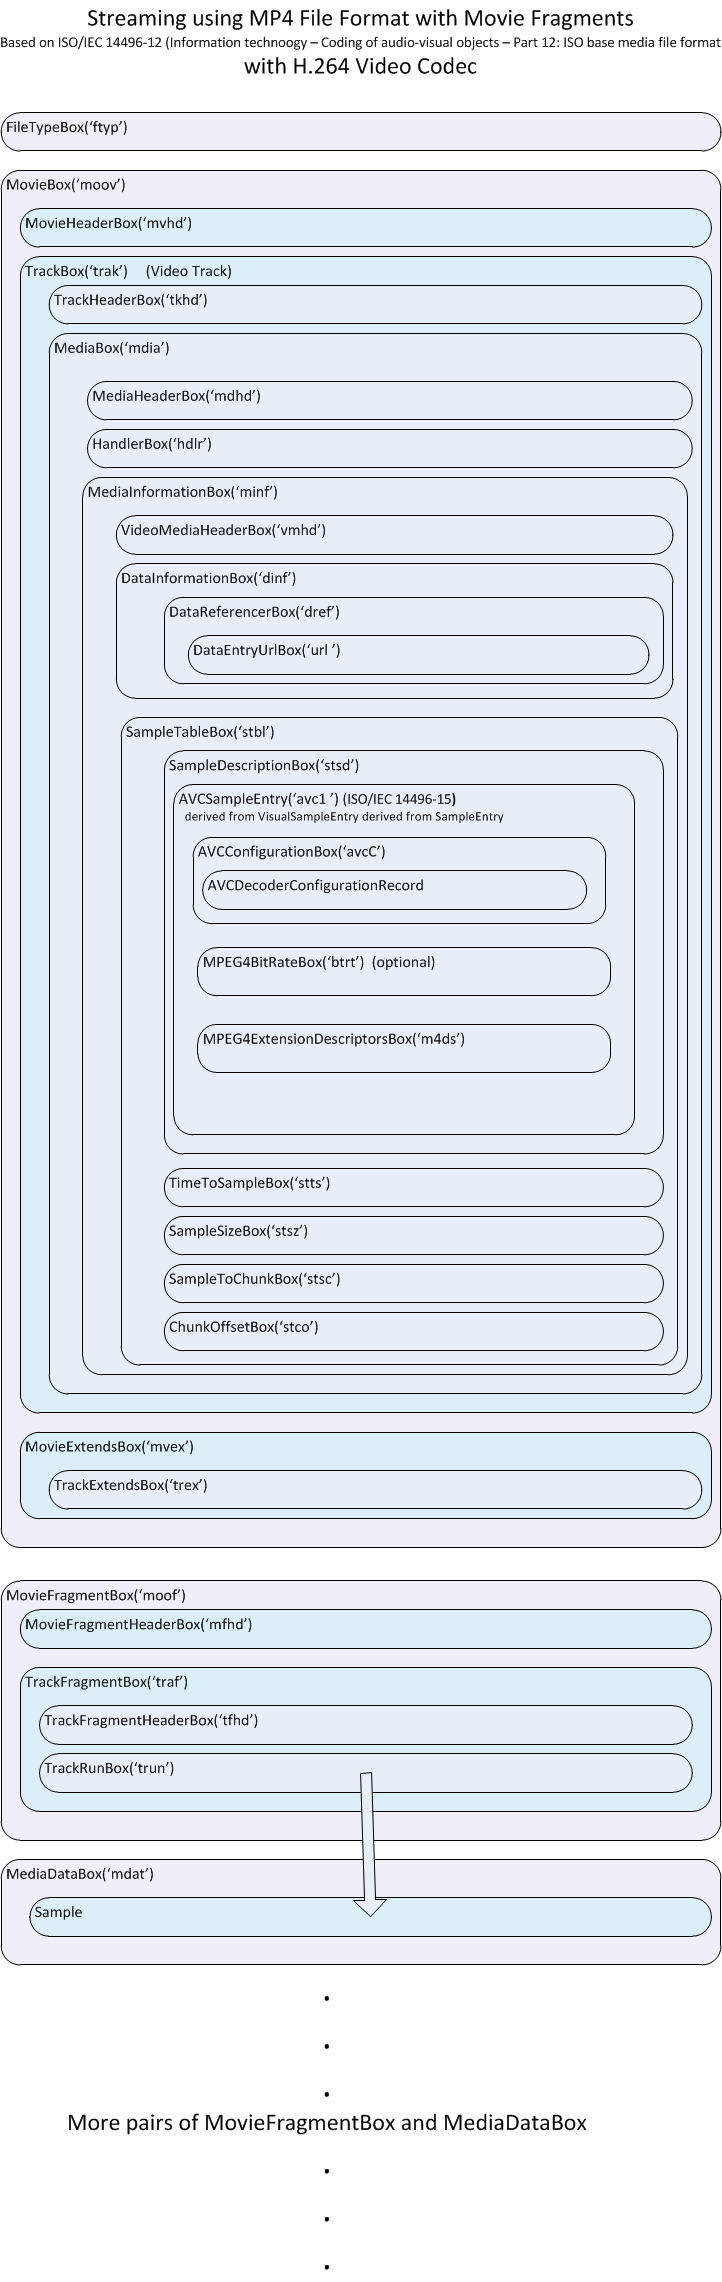 Streaming using MP4 File Format with Movie Fragments
Based on ISO/IEC 14496-12 (Information technoogy – Coding of audio-visual objects – Part 12: ISO base media file format
with H.264 Video Codec
FileTypeBox(‘ftyp’)
MovieBox(‘moov’)
MovieHeaderBox(‘mvhd’)
TrackBox(‘trak’) (Video Track)
TrackHeaderBox(‘tkhd’)
MediaBox(‘mdia’)
MediaHeaderBox(‘mdhd’)
HandlerBox(‘hdlr’)
MediaInformationBox(‘minf’)
VideoMediaHeaderBox(‘vmhd’)
DataInformationBox(‘dinf’)
DataReferencerBox(‘dref’)
DataEntryUrlBox(‘url ’)
SampleTableBox(‘stbl’)
SampleDescriptionBox(‘stsd’)
AVCSampleEntry(‘avc1 ’) (ISO/IEC 14496-15)
derived from VisualSampleEntry derived from SampleEntry
AVCConfigurationBox(‘avcC’)
AVCDecoderConfigurationRecord
MPEG4BitRateBox(‘btrt’) (optional)
MPEG4ExtensionDescriptorsBox(‘m4ds’)
TimeToSampleBox(‘stts’)
SampleSizeBox(‘stsz’)
SampleToChunkBox(‘stsc’)
ChunkOffsetBox(‘stco’)
MovieExtendsBox(‘mvex’)
TrackExtendsBox(‘trex’)
MovieFragmentBox(‘moof’)
MovieFragmentHeaderBox(‘mfhd’)
TrackFragmentBox(‘traf’)
TrackFragmentHeaderBox(‘tfhd’)
TrackRunBox(‘trun’)
MediaDataBox(‘mdat’)
Sample
.
.
.
More pairs of MovieFragmentBox and MediaDataBox
.
.
.